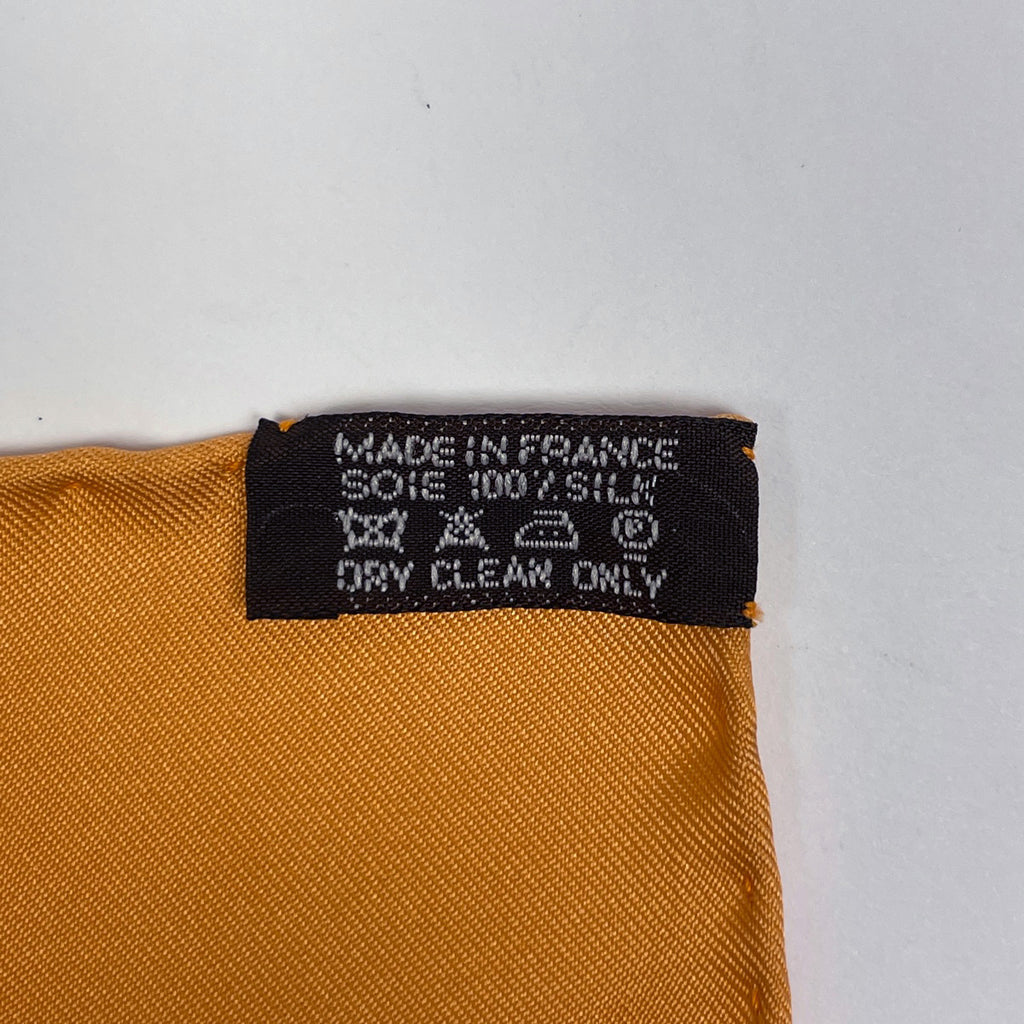 MADE IN FRANCE
SOIE 100% SILK
DRY CLEAN ONLY